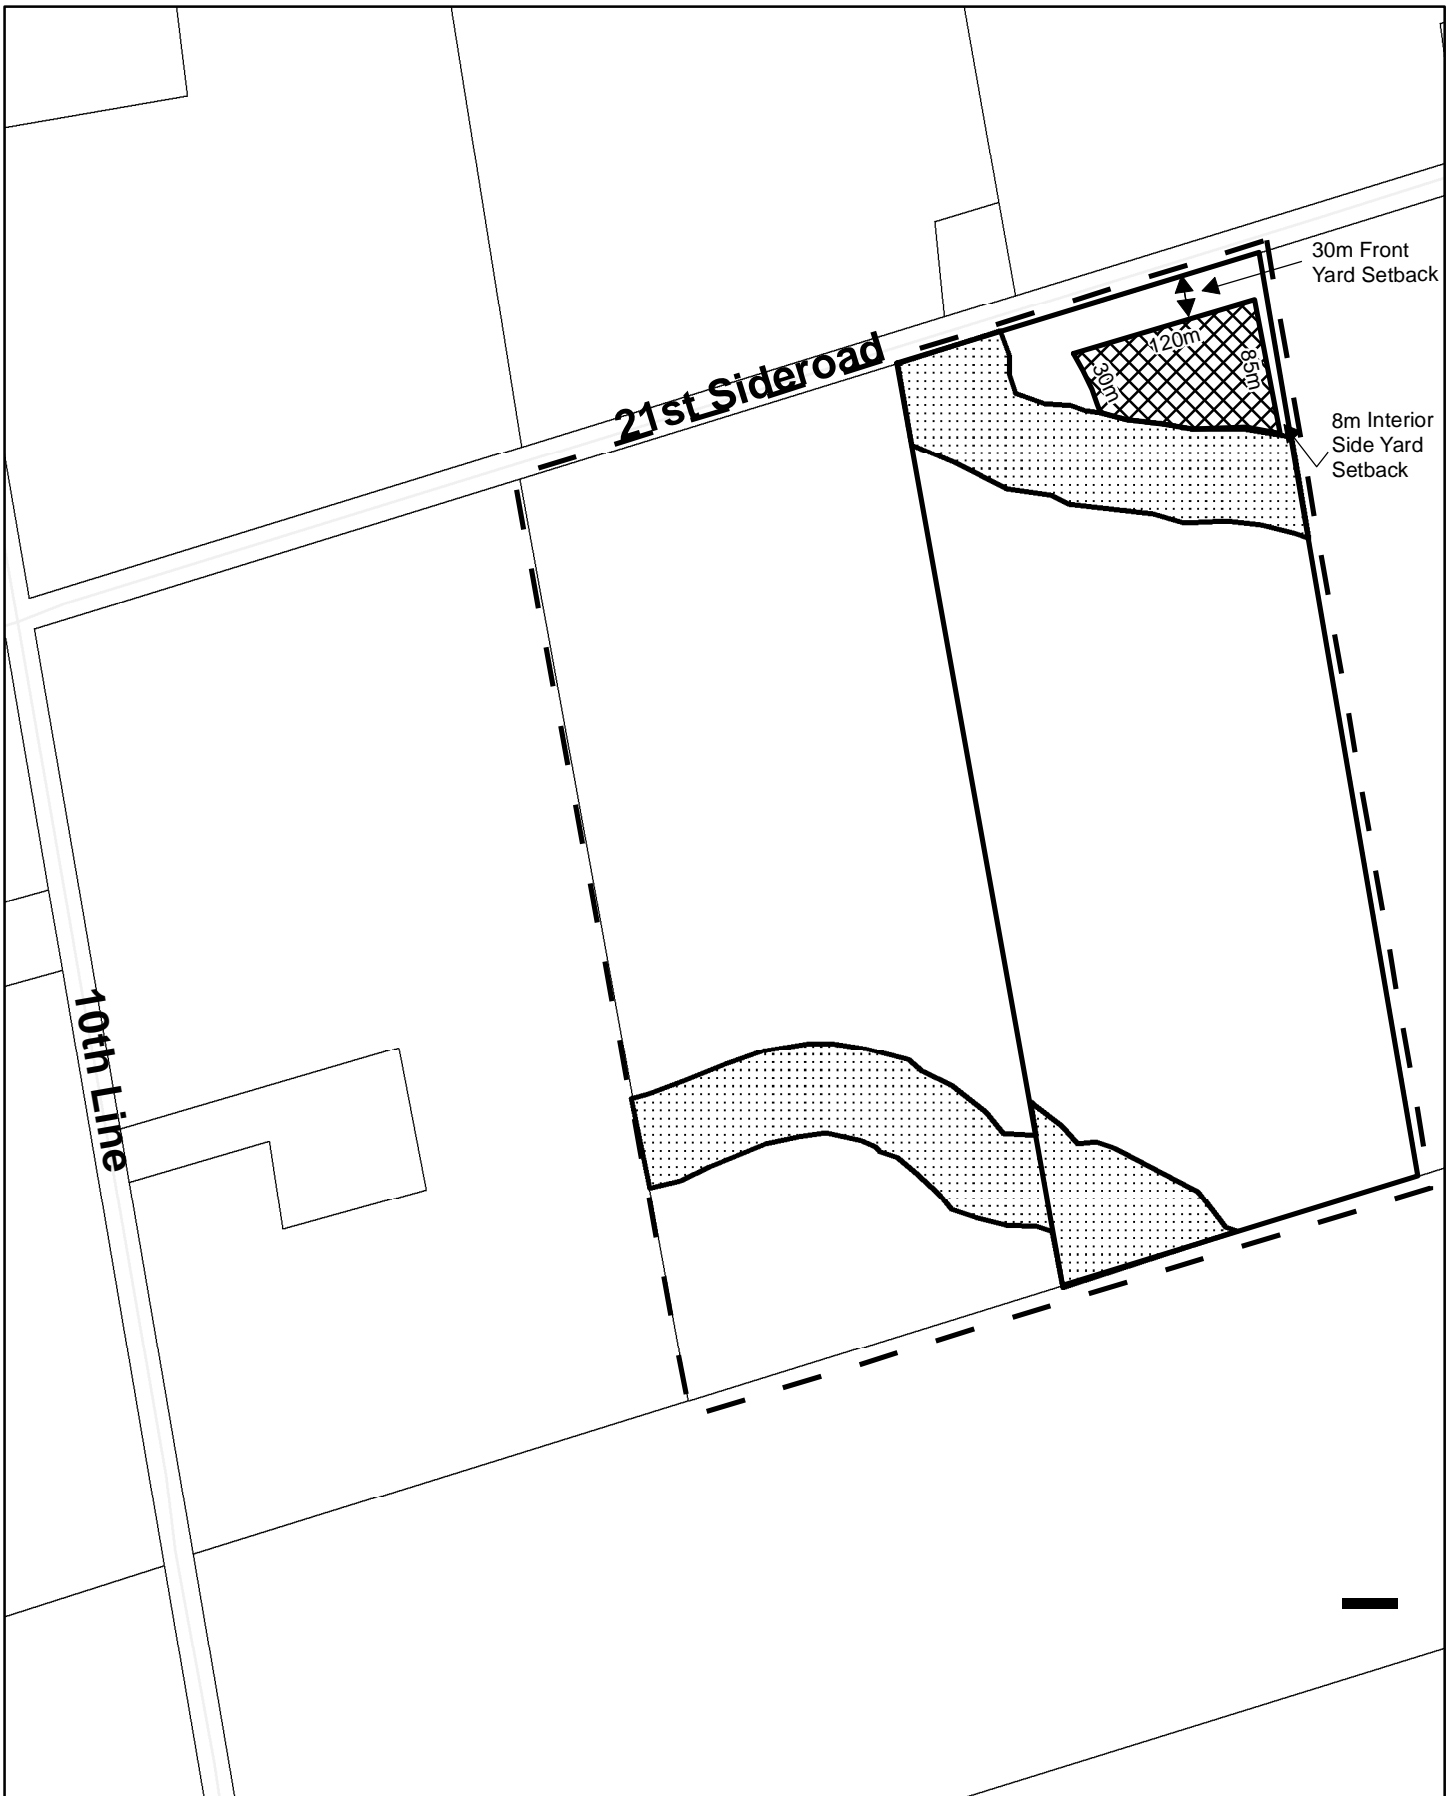 30m Front
Yard Setback
21st Sideroad
120m
30m
85m
8m Interior
Side Yard
Setback
10th Line